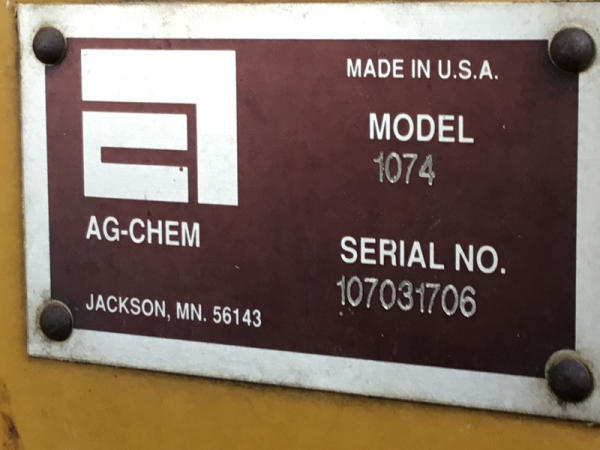 MADE IN U.S.A.
MODEL
1074
AG-CHEM
SERIAL NO.
107031706
JACKSON, MN. 56143